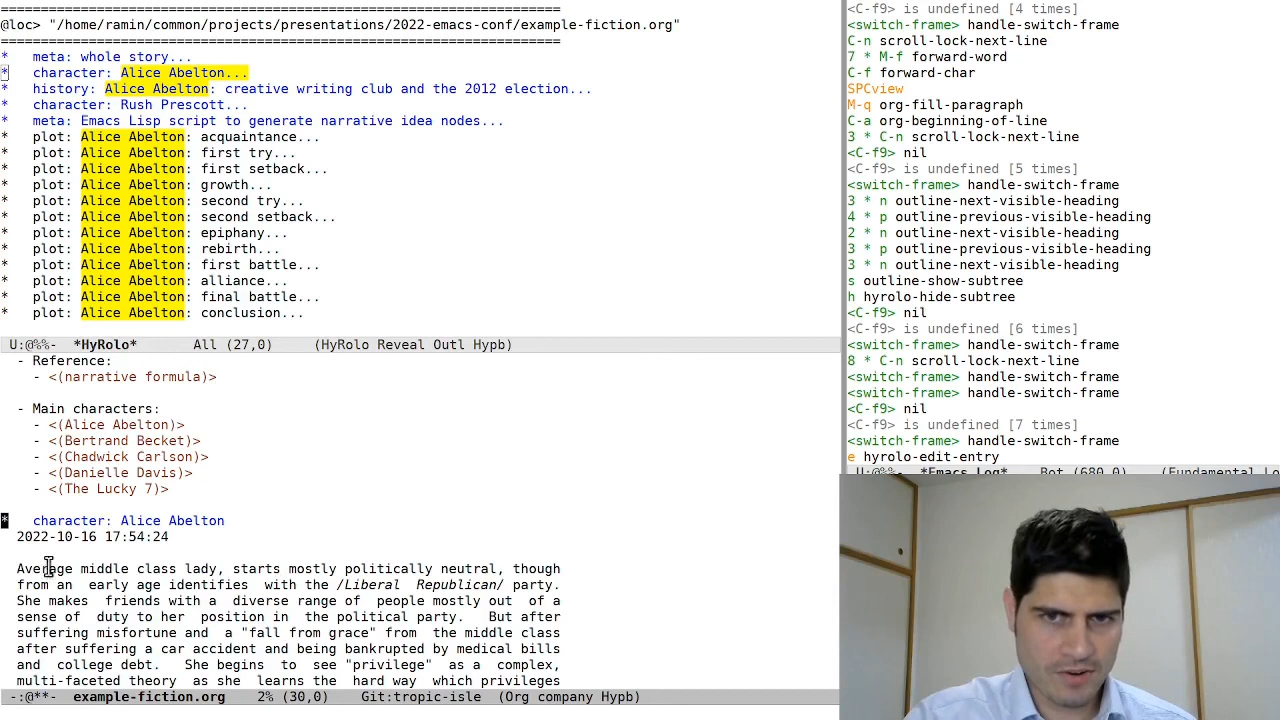 ======================================================================
@loc> "/home/ramin/common/projects/presentations/2022-emacs-conf/example-fiction.org"
======================================================================
*   meta: whole story...
*   character: Alice Abelton...
*   history: Alice Abelton: creative writing club and the 2012 election...
*   character: Rush Prescott...
*   meta: Emacs Lisp script to generate narrative idea nodes...
*   plot: Alice Abelton: acquaintance...
*   plot: Alice Abelton: first try...
*   plot: Alice Abelton: first setback...
*   plot: Alice Abelton: growth...
*   plot: Alice Abelton: second try...
*   plot: Alice Abelton: second setback...
*   plot: Alice Abelton: epiphany...
*   plot: Alice Abelton: rebirth...
*   plot: Alice Abelton: first battle...
*   plot: Alice Abelton: alliance...
*   plot: Alice Abelton: final battle...
*   plot: Alice Abelton: conclusion...
U:@%%-  *HyRolo*       All (27,0)     (HyRolo Reveal Outl Hypb)
- Reference:
- <(narrative formula)>
- Main characters:
- <(Alice Abelton)>
- <(Bertrand Becket)>
- <(Chadwick Carlson)>
- <(Danielle Davis)>
- <(The Lucky 7)>
*   character: Alice Abelton
2022-10-16 17:54:24
Average middle class lady, starts mostly politically neutral, though
from an  early age identifies  with the /Liberal  Republican/ party.
She makes  friends with a  diverse range of  people mostly out  of a
sense of  duty to her  position in  the political party.   But after
suffering misfortune and  a "fall from grace" from  the middle class
after suffering a car accident and being bankrupted by medical bills
and  college debt.   She begins  to  see "privilege"  as a  complex,
multi-faceted theory  as she  learns the  hard way  which privileges
-:@**-  example-fiction.org    2% (30,0)    Git:tropic-isle  (Org company Hypb)
<C-f9> is undefined [4 times]
<switch-frame> handle-switch-frame
C-n scroll-lock-next-line
7 * M-f forward-word
C-f forward-char
SPCview
M-q org-fill-paragraph
C-a org-beginning-of-line
3 * C-n scroll-lock-next-line
<C-f9> nil
<C-f9> is undefined [5 times]
<switch-frame> handle-switch-frame
3 * n outline-next-visible-heading
4 * p outline-previous-visible-heading
2 * n outline-next-visible-heading
3 * p outline-previous-visible-heading
3 * n outline-next-visible-heading
s outline-show-subtree
h hyrolo-hide-subtree
<C-f9> nil
<C-f9> is undefined [6 times]
<switch-frame> handle-switch-frame
8 * C-n scroll-lock-next-line
<switch-frame> handle-switch-frame
<switch-frame> handle-switch-frame
<C-f9> nil
<C-f9> is undefined [7 times]
<switch-frame> handle-switch-frame
e hyrolo-edit-entry
U:@%%-  *Emacs Log*    Bot (680,0)    (Fundamental Lo